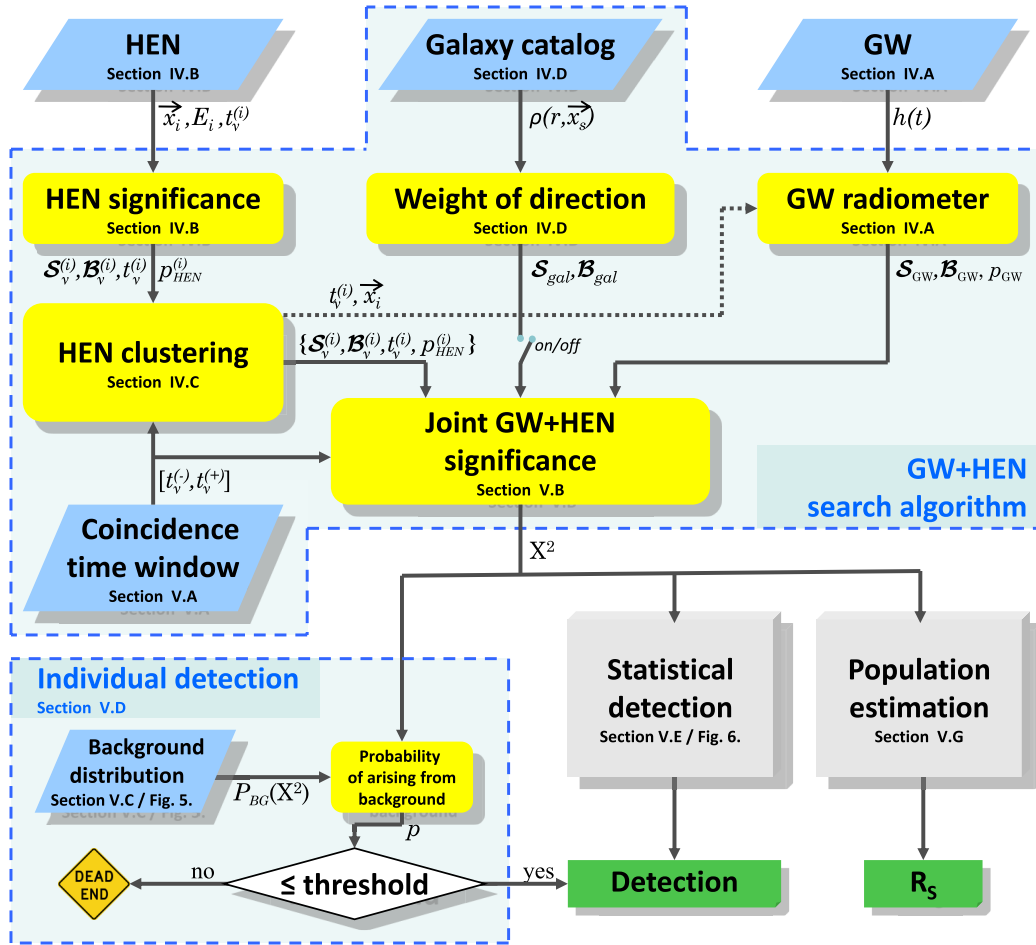 HEN
Section IV.B
Galaxy catalog
Section IV.D
GW
Section IV.A
x⃗ᵢ, Eᵢ, t_ν^(i)
ρ(r, x⃗ₛ)
h(t)
HEN significance
Section IV.B
Weight of direction
Section IV.D
GW radiometer
Section IV.A
𝓢_ν^(i), 𝓑_ν^(i), t_ν^(i), p_HEN^(i)
𝓢_gal, 𝓑_gal
𝓢_GW, 𝓑_GW, p_GW
t_ν^(i), x⃗ᵢ
HEN clustering
Section IV.C
{𝓢_ν^(i), 𝓑_ν^(i), t_ν^(i), p_HEN^(i)}
on/off
Joint GW+HEN
significance
Section V.B
[t_ν^(-), t_ν^(+)]
GW+HEN
search algorithm
Coincidence
time window
Section V.A
X²
Individual detection
Section V.D
Statistical
detection
Section V.E / Fig. 6.
Population
estimation
Section V.G
Background
distribution
Section V.C / Fig. 5.
P_BG(X²)
Probability
of arising from
background
p
DEAD
END
no
≤ threshold
yes
Detection
R_S